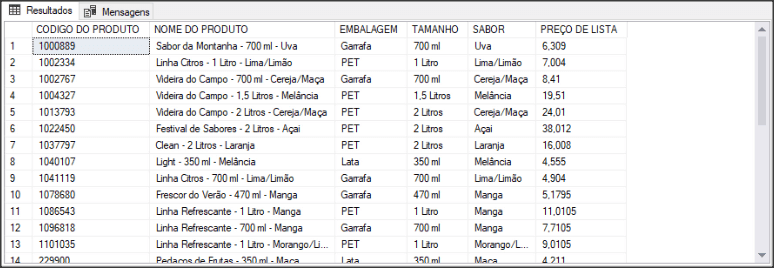 Resultados Mensagens
CODIGO DO PRODUTO NOME DO PRODUTO EMBALAGEM TAMANHO SABOR PREÇO DE LISTA
1 1000889 Sabor da Montanha - 700 ml - Uva Garrafa 700 ml Uva 6,309
2 1002334 Linha Citros - 1 Litro - Lima/Limão PET 1 Litro Lima/Limão 7,004
3 1002767 Videira do Campo - 700 ml - Cereja/Maça Garrafa 700 ml Cereja/Maça 8,41
4 1004327 Videira do Campo - 1,5 Litros - Melância PET 1,5 Litros Melância 19,51
5 1013793 Videira do Campo - 2 Litros - Cereja/Maça PET 2 Litros Cereja/Maça 24,01
6 1022450 Festival de Sabores - 2 Litros - Açai PET 2 Litros Açai 38,012
7 1037797 Clean - 2 Litros - Laranja PET 2 Litros Laranja 16,008
8 1040107 Light - 350 ml - Melância Lata 350 ml Melância 4,555
9 1041119 Linha Citros - 700 ml - Lima/Limão Garrafa 700 ml Lima/Limão 4,904
10 1078680 Frescor do Verão - 470 ml - Manga Garrafa 470 ml Manga 5,1795
11 1086543 Linha Refrescante - 1 Litro - Manga PET 1 Litro Manga 11,0105
12 1096818 Linha Refrescante - 700 ml - Manga Garrafa 700 ml Manga 7,7105
13 1101035 Linha Refrescante - 1 Litro - Morango/Li... PET 1 Litro Morango/L... 9,0105
14 229900 Pedaços de Frutas - 350 ml - Maça Lata 350 ml Maça 4,211